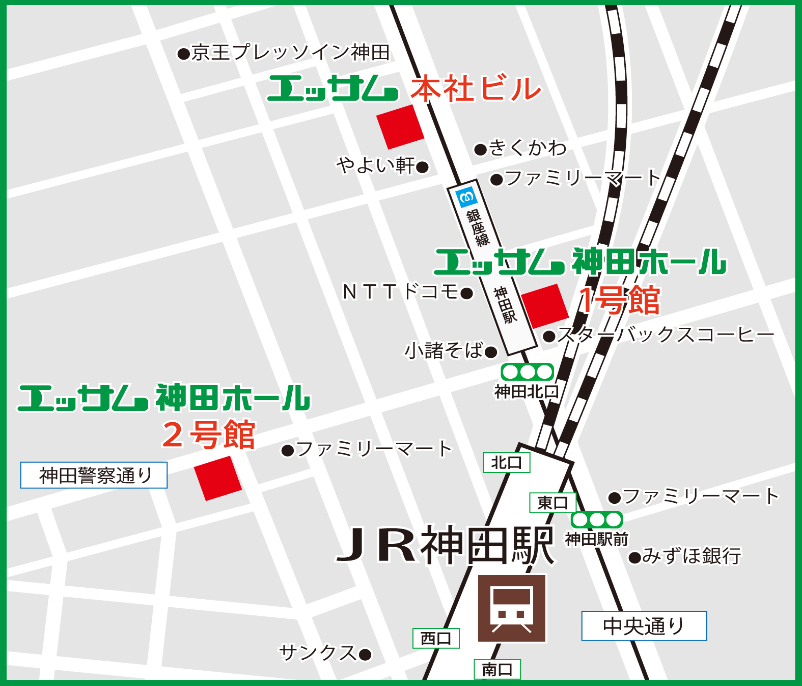 京王プレッソイン神田
エッサム 本社ビル
きくかわ
やよい軒
ファミリーマート
銀座線
神田駅
エッサム 神田ホール
1号館
ＮＴＴドコモ
スターバックスコーヒー
小諸そば
神田北口
エッサム 神田ホール
２号館
ファミリーマート
神田警察通り
北口
東口
ファミリーマート
神田駅前
ＪＲ神田駅
みずほ銀行
中央通り
西口
サンクス
南口